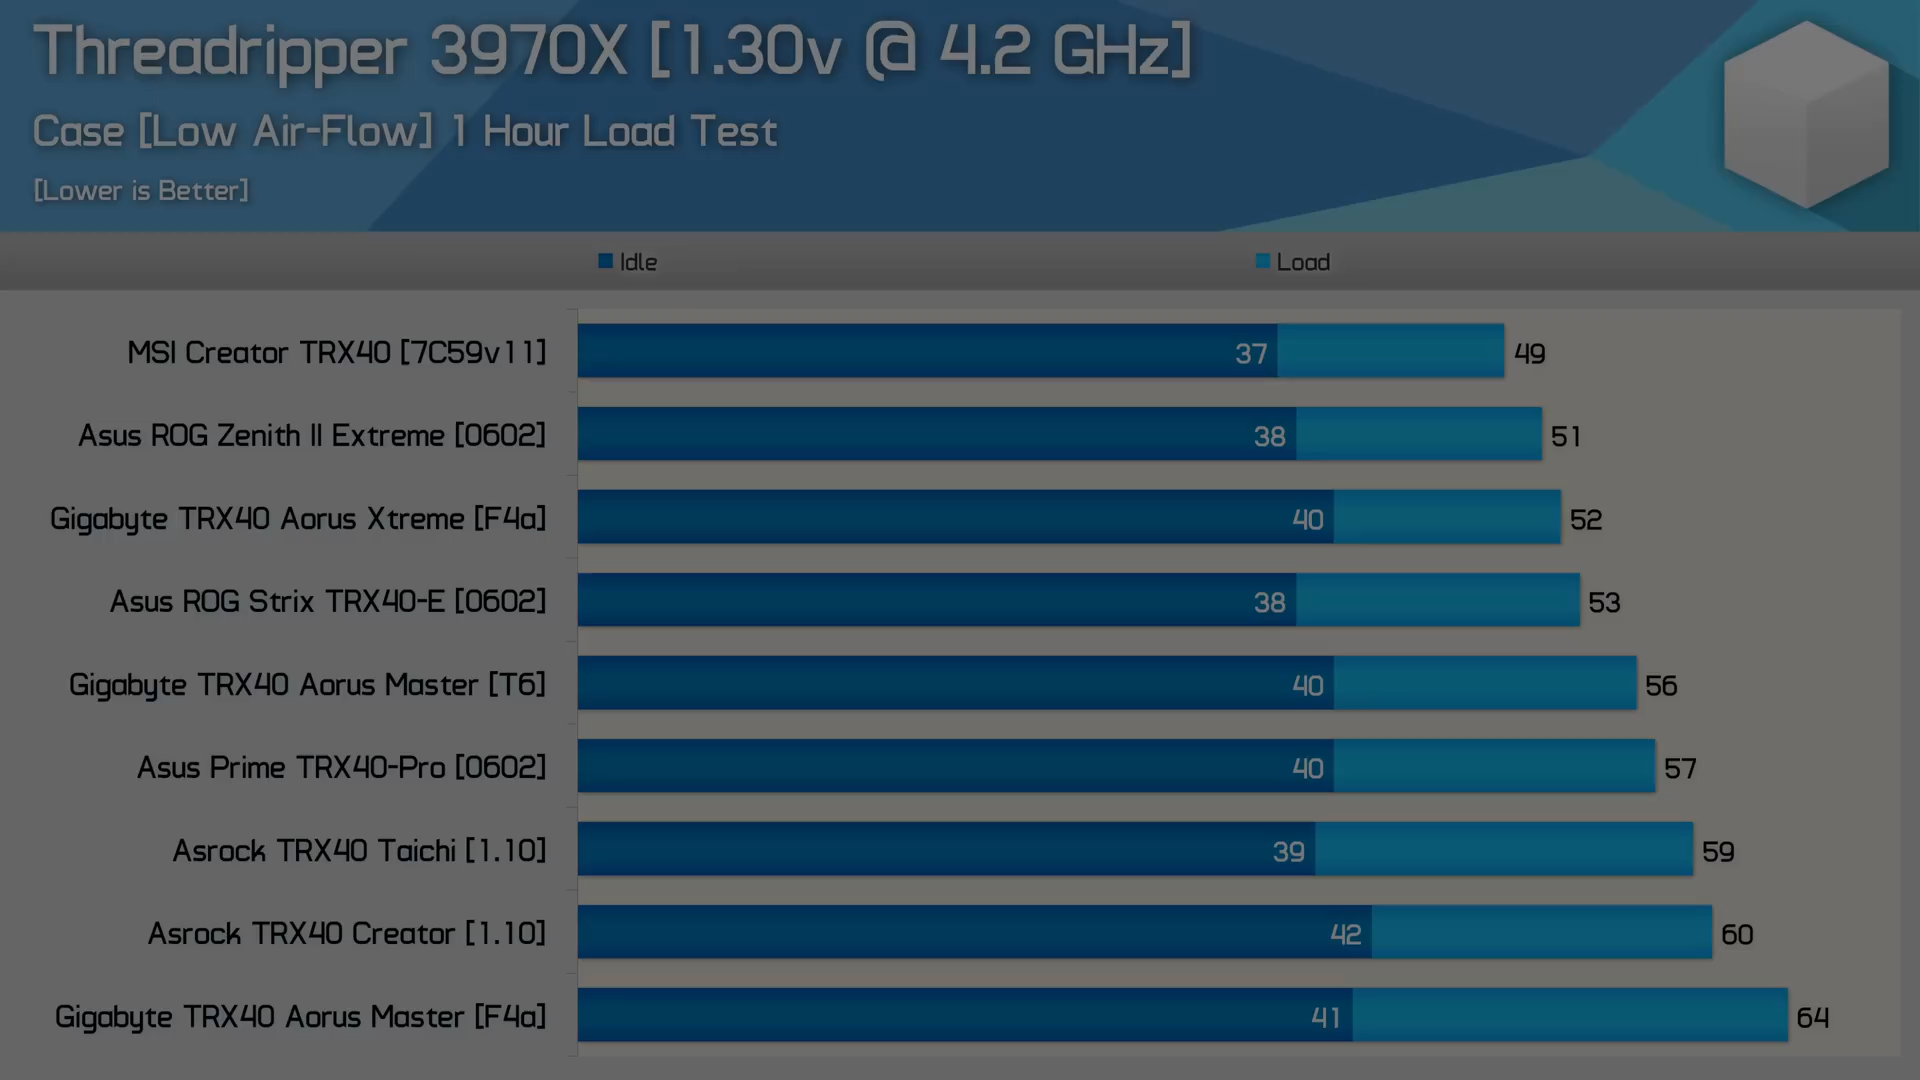 Threadripper 3970X [1.30v @ 4.2 GHz]
Case [Low Air-Flow] 1 Hour Load Test
[Lower is Better]
Idle Load
MSI Creator TRX40 [7C59v11] 37 49
Asus ROG Zenith II Extreme [0602] 38 51
Gigabyte TRX40 Aorus Xtreme [F4a] 40 52
Asus ROG Strix TRX40-E [0602] 38 53
Gigabyte TRX40 Aorus Master [T6] 40 56
Asus Prime TRX40-Pro [0602] 40 57
Asrock TRX40 Taichi [1.10] 39 59
Asrock TRX40 Creator [1.10] 42 60
Gigabyte TRX40 Aorus Master [F4a] 41 64